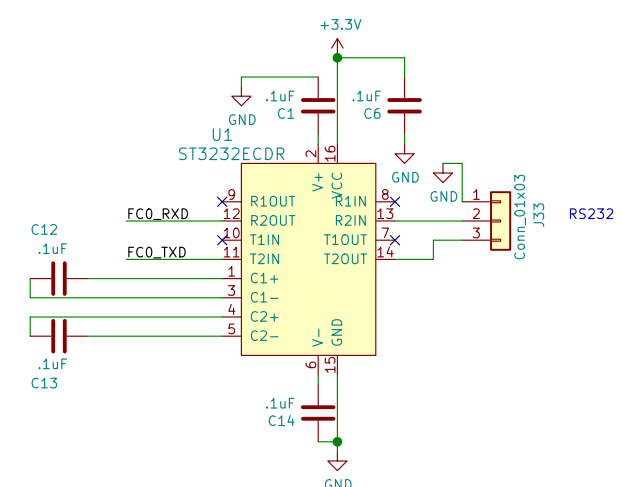 +3.3V
.1uF
C1
.1uF
C6
GND
U1
ST3232ECDR
GND
GND
2
16
V+
VCC
9
R1OUT
R1IN
8
12
R2OUT
R2IN
13
10
T1IN
T1OUT
7
11
T2IN
T2OUT
14
1
C1+
3
C1-
4
C2+
5
C2-
V-
GND
6
15
FC0_RXD
FC0_TXD
C12
.1uF
.1uF
C13
.1uF
C14
GND
1
2
3
Conn_01x03
J33
RS232